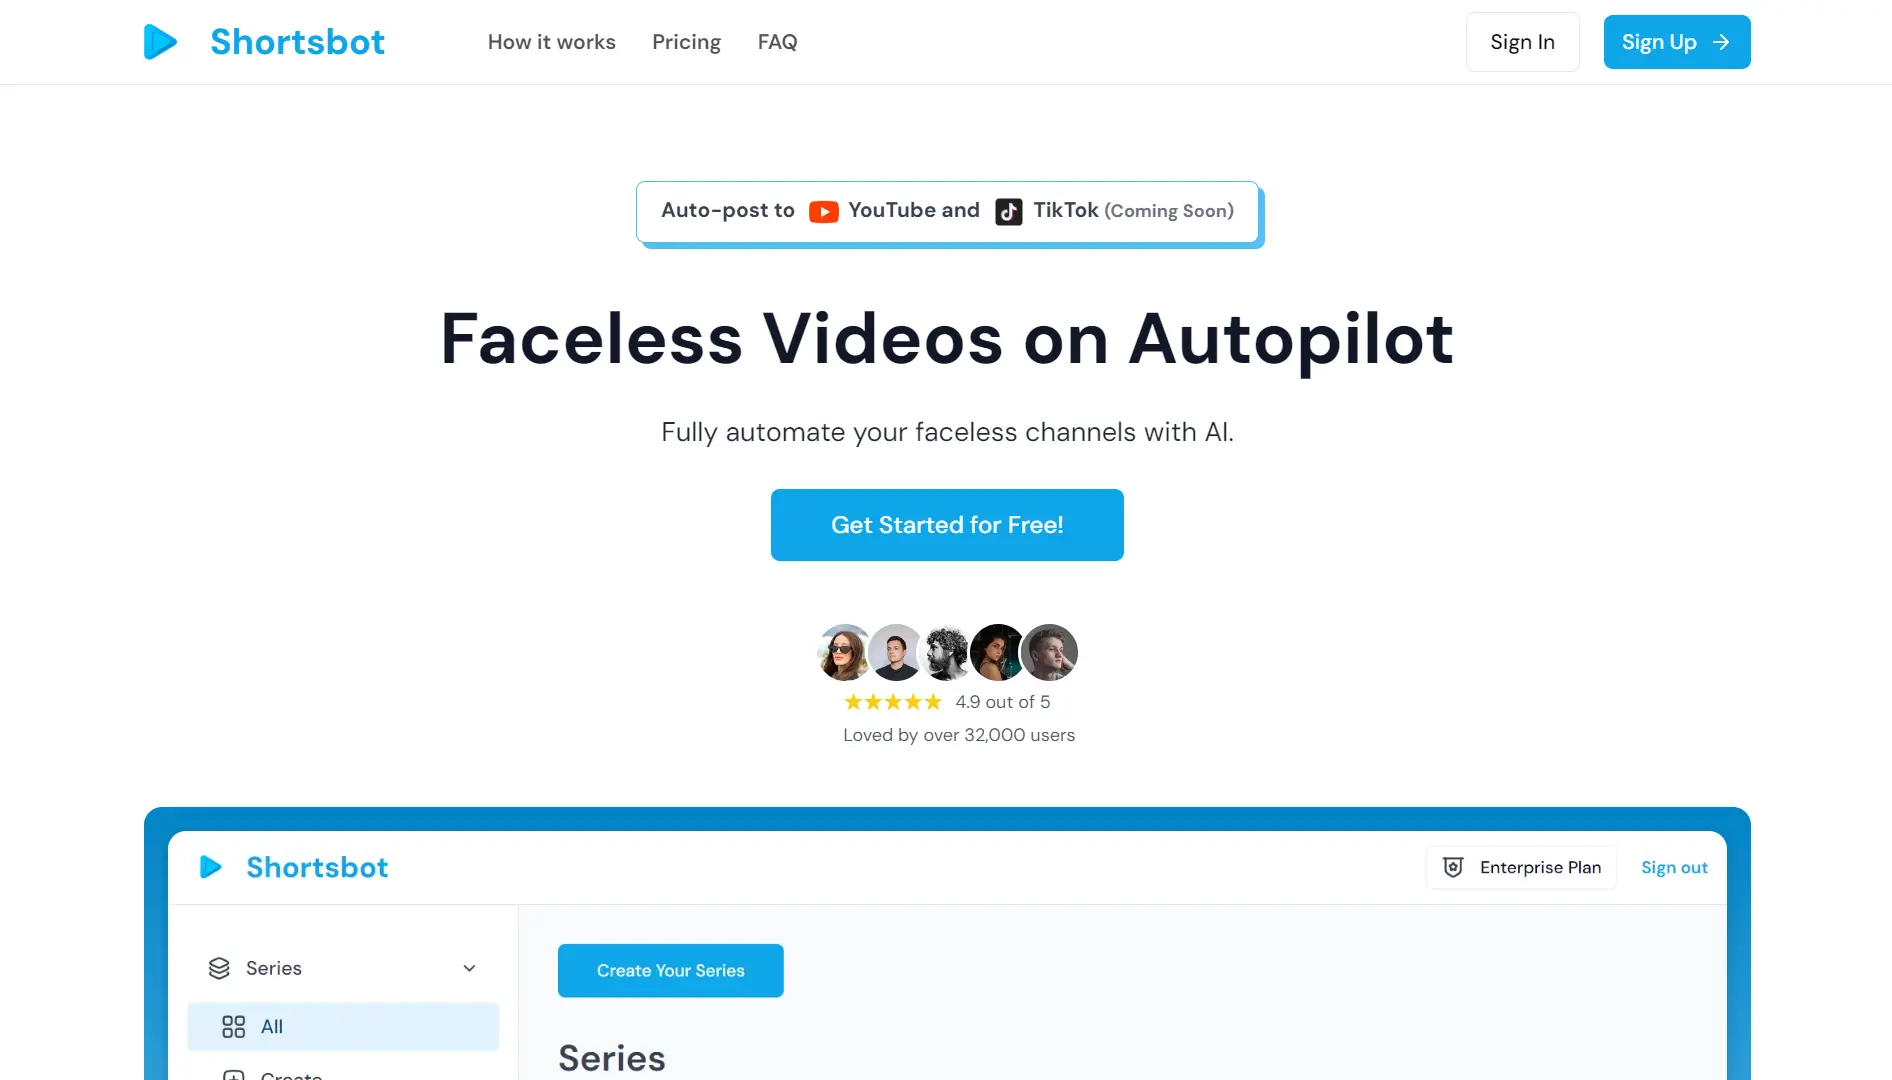 Shortsbot
How it works
Pricing
FAQ
Sign In
Sign Up
Auto-post to YouTube and TikTok (Coming Soon)
Faceless Videos on Autopilot
Fully automate your faceless channels with AI.
Get Started for Free!
4.9 out of 5
Loved by over 32,000 users
Shortsbot
Enterprise Plan
Sign out
Series
All
Create
Create Your Series
Series